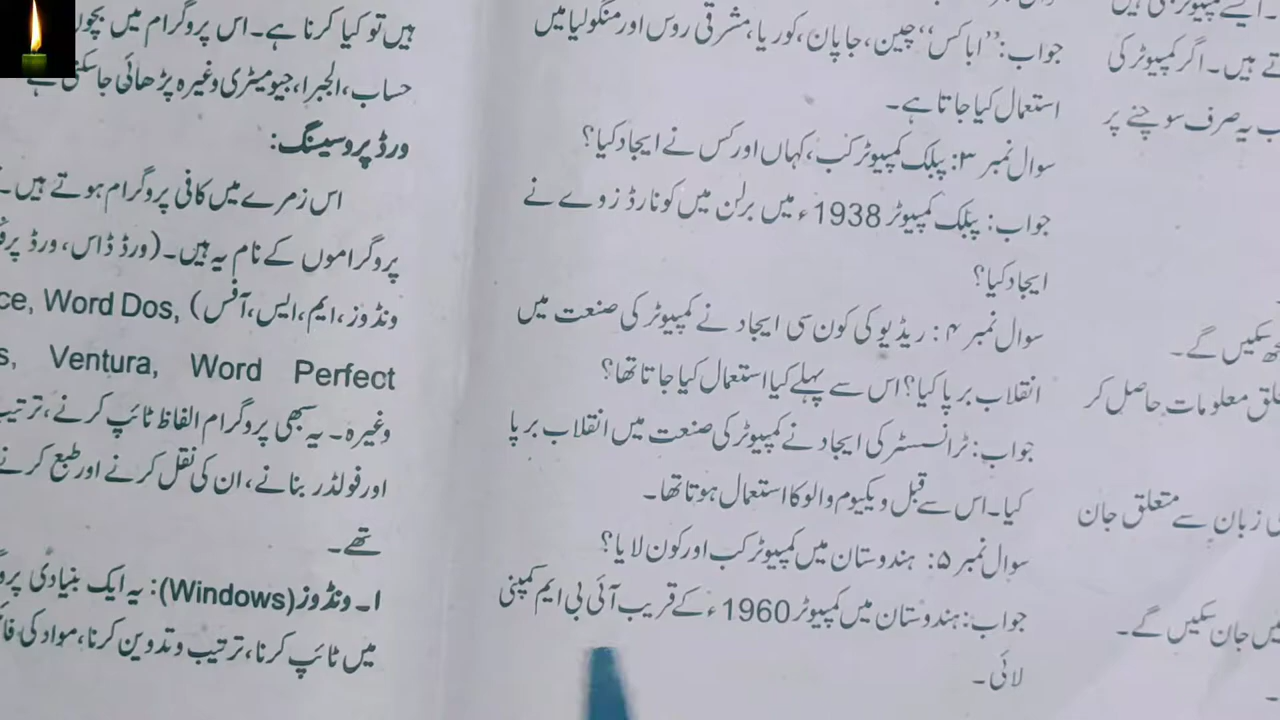 ایسے کمپیوٹر بھی ہیں
تے ہیں۔ اگر کمپیوٹر کی
یہ صرف سوچنے پر
سکیں گے۔
معلومات حاصل کر
زبان سے متعلق جان
جان سکیں گے۔
جواب: ’’اباکس‘‘ چین، جاپان، کوریا، مشرقی روس اور منگولیا میں
استعمال کیا جاتا ہے۔
سوال نمبر ۳: پبلک کمپیوٹر کب، کہاں اور کس نے ایجاد کیا؟
جواب: پبلک کمپیوٹر 1938ء میں برلن میں کونارڈ زوے نے
ایجاد کیا؟
سوال نمبر ۴: ریڈیو کی کون سی ایجاد نے کمپیوٹر کی صنعت میں
انقلاب برپا کیا؟ اس سے پہلے کیا استعمال کیا جاتا تھا؟
جواب: ٹرانسسٹر کی ایجاد نے کمپیوٹر کی صنعت میں انقلاب برپا
کیا۔ اس سے قبل ویکیوم والو کا استعمال ہوتا تھا۔
سوال نمبر ۵: ہندوستان میں کمپیوٹر کب اور کون لایا؟
جواب: ہندوستان میں کمپیوٹر 1960ء کے قریب آئی بی ایم کمپنی
لائی۔
ہیں تو کیا کرنا ہے۔ اس پروگرام میں بچوں
حساب، الجبرا، جیومیٹری وغیرہ پڑھائی جاسکتی ہے
ورڈ پروسیسنگ:
اس زمرے میں کافی پروگرام ہوتے ہیں۔
پروگراموں کے نام یہ ہیں۔ (ورڈ ڈاس، ورڈ
ونڈوز، ایم، ایس، آفس) Word Dos,
Ventura, Word Perfect
وغیرہ۔ یہ سبھی پروگرام الفاظ ٹائپ کرنے، ترتیب
اور فولڈر بنانے، ان کی نقل کرنے اور طبع کرنے
تھے۔
۱۔ ونڈوز (Windows): یہ ایک بنیادی
میں ٹائپ کرنا، ترتیب و تدوین کرنا، مواد کی